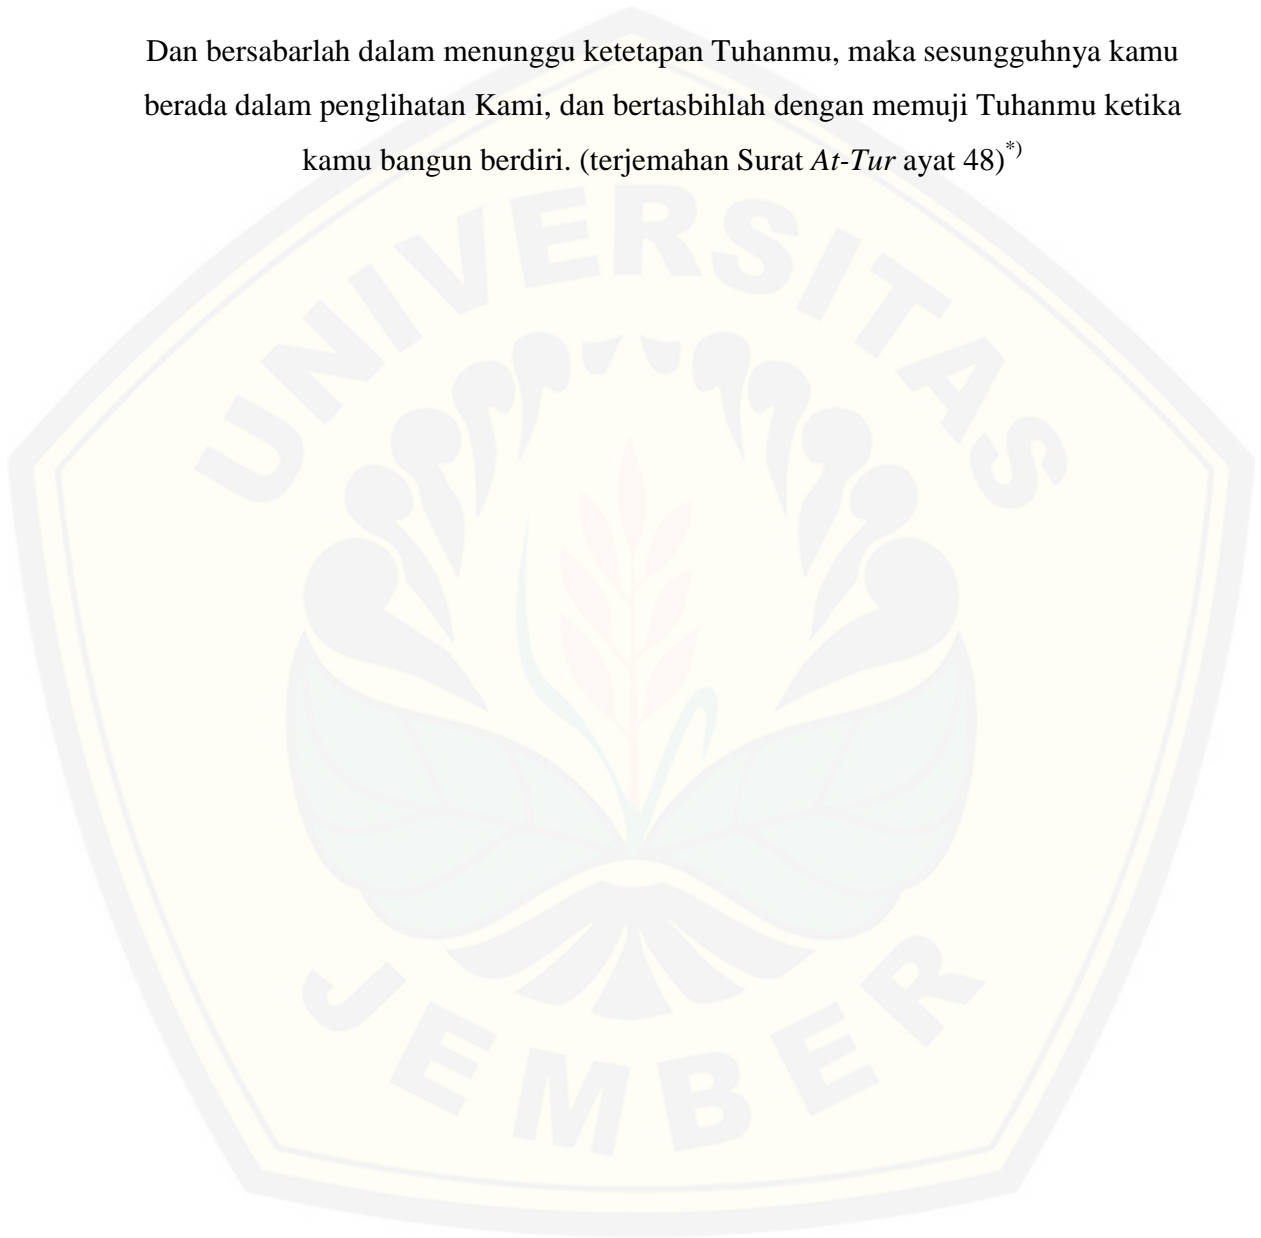 Dan bersabarlah dalam menunggu ketetapan Tuhanmu, maka sesungguhnya kamu
berada dalam penglihatan Kami, dan bertasbihlah dengan memuji Tuhanmu ketika
kamu bangun berdiri. (terjemahan Surat At-Tur ayat 48)*)
UNIVERSITAS
JEMBER